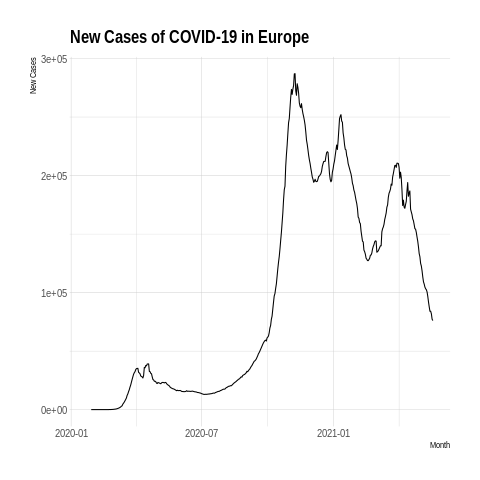 New Cases of COVID-19 in Europe
New Cases
3e+05
2e+05
1e+05
0e+00
2020-01
2020-07
2021-01
Month